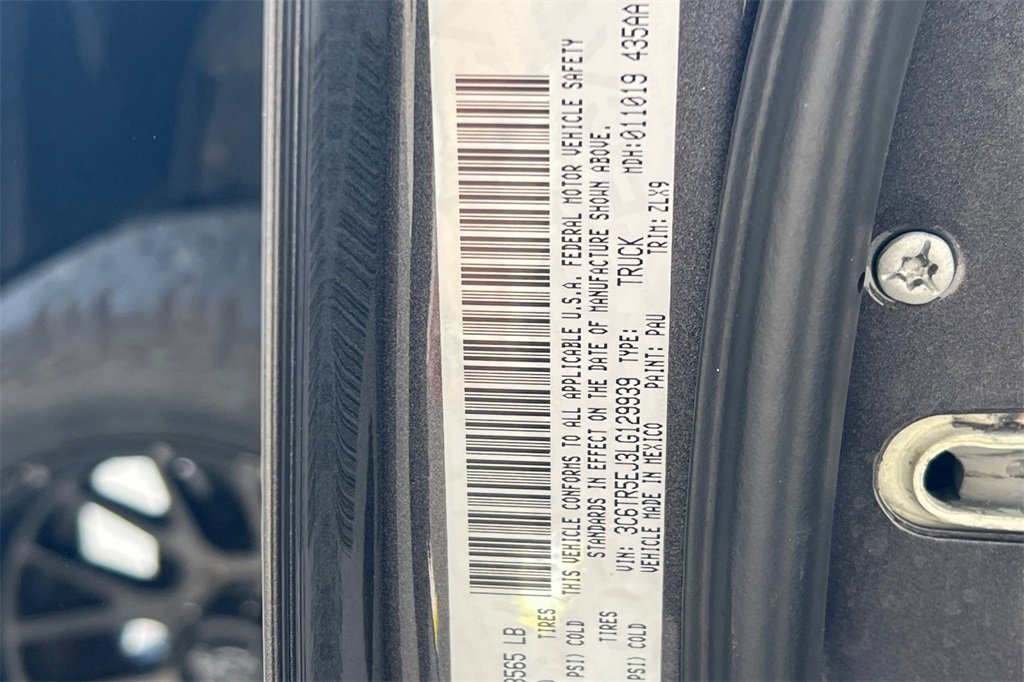 3565 LB
TIRES
PSI) COLD
TIRES
PSI) COLD
THIS VEHICLE CONFORMS TO ALL APPLICABLE U.S.A. FEDERAL MOTOR VEHICLE SAFETY
STANDARDS IN EFFECT ON THE DATE OF MANUFACTURE SHOWN ABOVE.
VIN: 3C6TR5EJ3LG129939 TYPE: TRUCK MDH:011019 435AA
VEHICLE MADE IN MEXICO PAINT: PAU TRIM: ZLX9